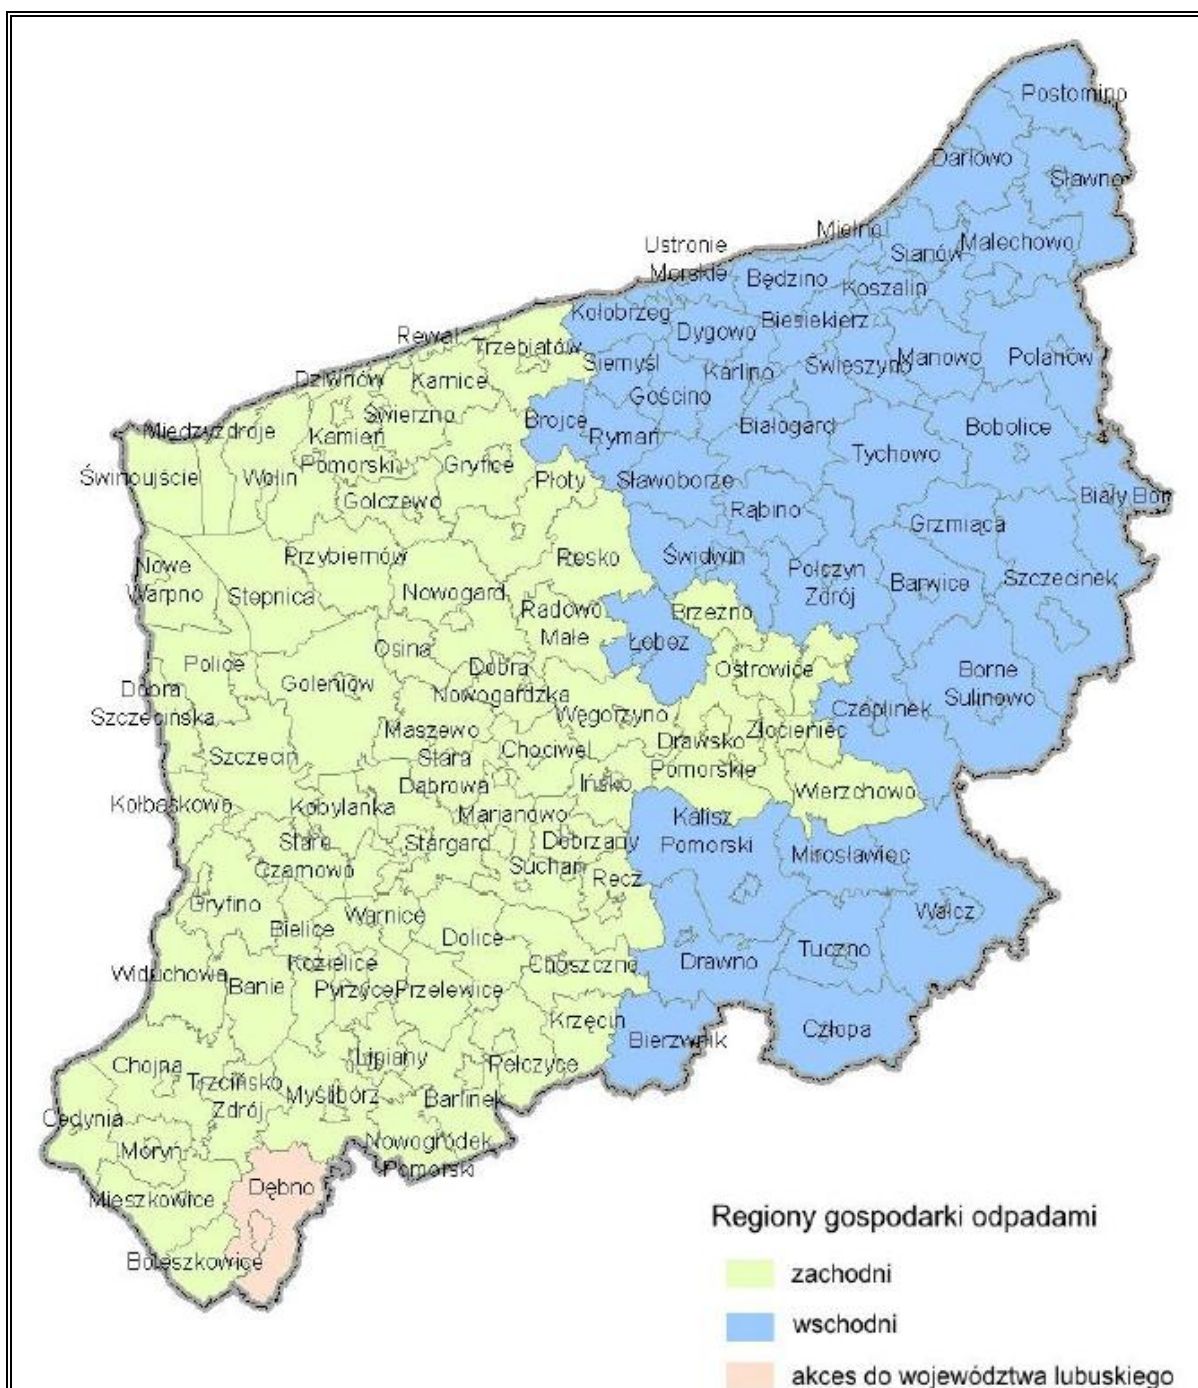 Postomino
Darłowo
Sławno
Mielno
Ustronie
Morskie
Sianów
Malechowo
Będzino
Koszalin
Kołobrzeg
Dygowo
Biesiekierz
Rewal
Trzebiatów
Siemyśl
Karlino
Świeszyno
Manowo
Polanów
Dziwnów
Karnice
Gościno
Świerzno
Brojce
Rymań
Białogard
Bobolice
Międzyzdroje
Kamień
Pomorski
Gryfice
Tychowo
Świnoujście
Wolin
Płoty
Sławoborze
Biały Bór
Golczewo
Rąbino
Grzmiąca
Przybiernów
Resko
Świdwin
Połczyn
Zdrój
Barwice
Szczecinek
Nowe
Warpno
Stepnica
Nowogard
Radowo
Małe
Brzeżno
Łobez
Osina
Police
Goleniów
Dobra
Nowogardzka
Ostrowice
Borne
Sulinowo
Dobra
Szczecińska
Węgorzyno
Czaplinek
Maszewo
Drawsko
Pomorskie
Złocieniec
Szczecin
Stara
Dąbrowa
Chociwel
Ińsko
Wierzchowo
Kołbaskowo
Kobylanka
Marianowo
Kalisz
Pomorski
Stare
Czarnowo
Stargard
Dobrzany
Suchań
Mirosławiec
Recz
Gryfino
Warnice
Wałcz
Bielice
Dolice
Kozielice
Choszczno
Drawno
Tuczno
Widuchowa
Banie
Pyrzyce
Przelewice
Krzęcin
Bierzwnik
Człopa
Chojna
Lipiany
Pełczyce
Trzcińsko
Zdrój
Myślibórz
Barlinek
Cedynia
Moryń
Nowogródek
Pomorski
Mieszkowice
Dębno
Boleszkowice
Regiony gospodarki odpadami
zachodni
wschodni
akces do województwa lubuskiego